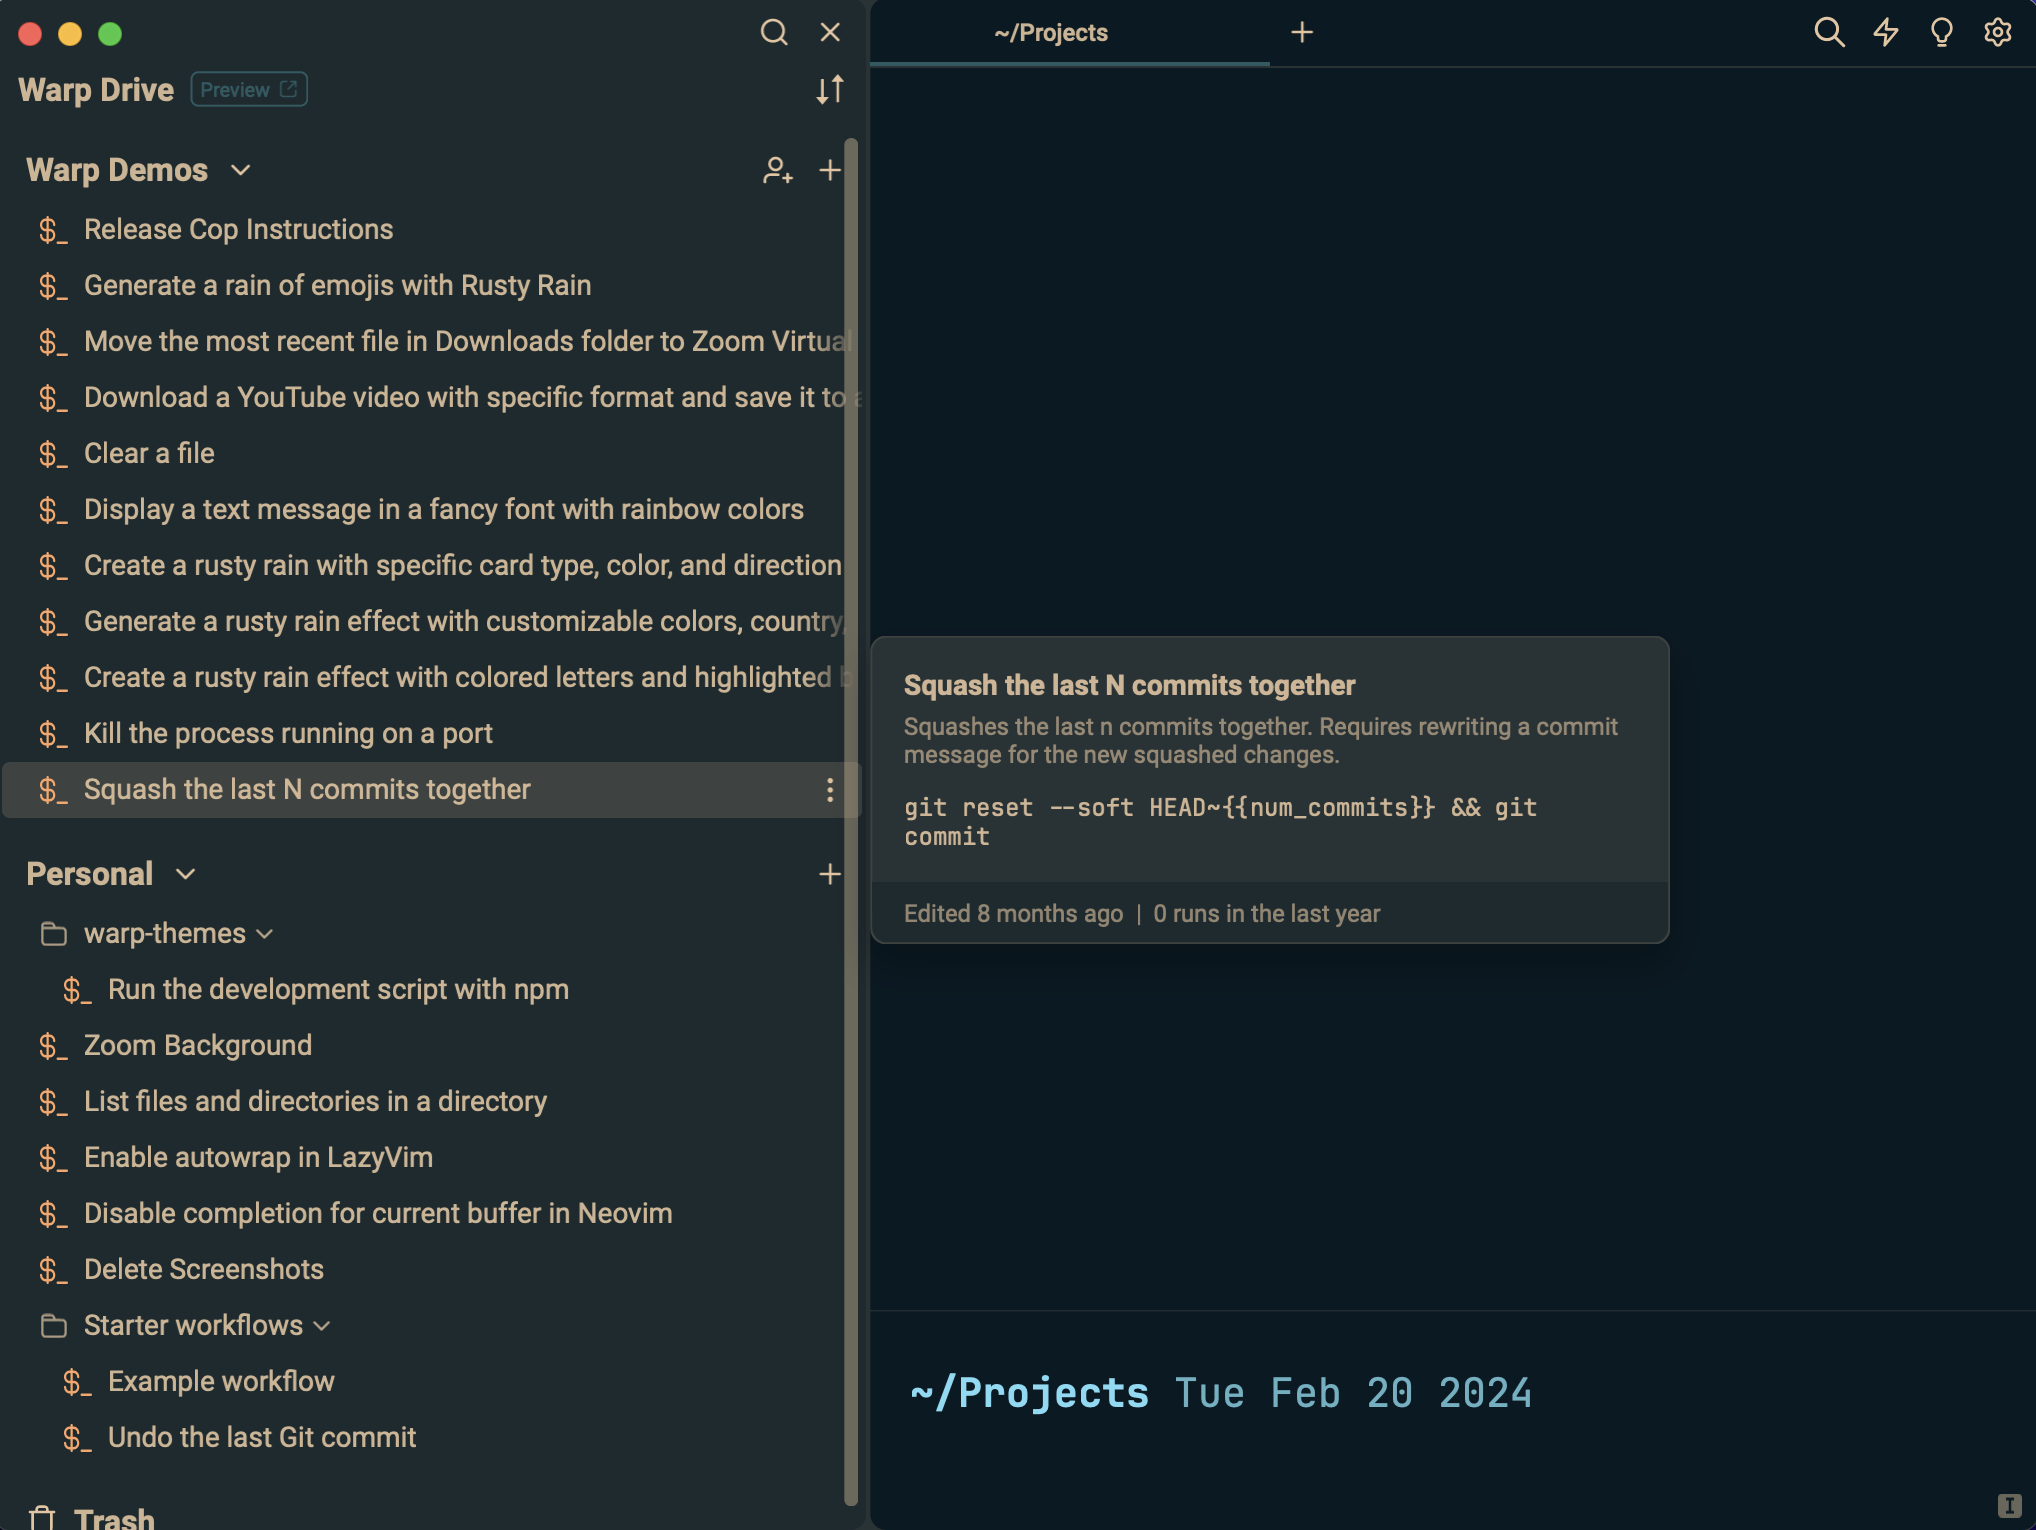 Warp Drive Preview
Warp Demos
$_ Release Cop Instructions
$_ Generate a rain of emojis with Rusty Rain
$_ Move the most recent file in Downloads folder to Zoom Virtual
$_ Download a YouTube video with specific format and save it to a
$_ Clear a file
$_ Display a text message in a fancy font with rainbow colors
$_ Create a rusty rain with specific card type, color, and direction
$_ Generate a rusty rain effect with customizable colors, country,
$_ Create a rusty rain effect with colored letters and highlighted b
$_ Kill the process running on a port
$_ Squash the last N commits together
Personal
warp-themes
$_ Run the development script with npm
$_ Zoom Background
$_ List files and directories in a directory
$_ Enable autowrap in LazyVim
$_ Disable completion for current buffer in Neovim
$_ Delete Screenshots
Starter workflows
$_ Example workflow
$_ Undo the last Git commit
Trash
~/Projects
Squash the last N commits together
Squashes the last n commits together. Requires rewriting a commit
message for the new squashed changes.
git reset --soft HEAD~{{num_commits}} && git
commit
Edited 8 months ago | 0 runs in the last year
~/Projects Tue Feb 20 2024